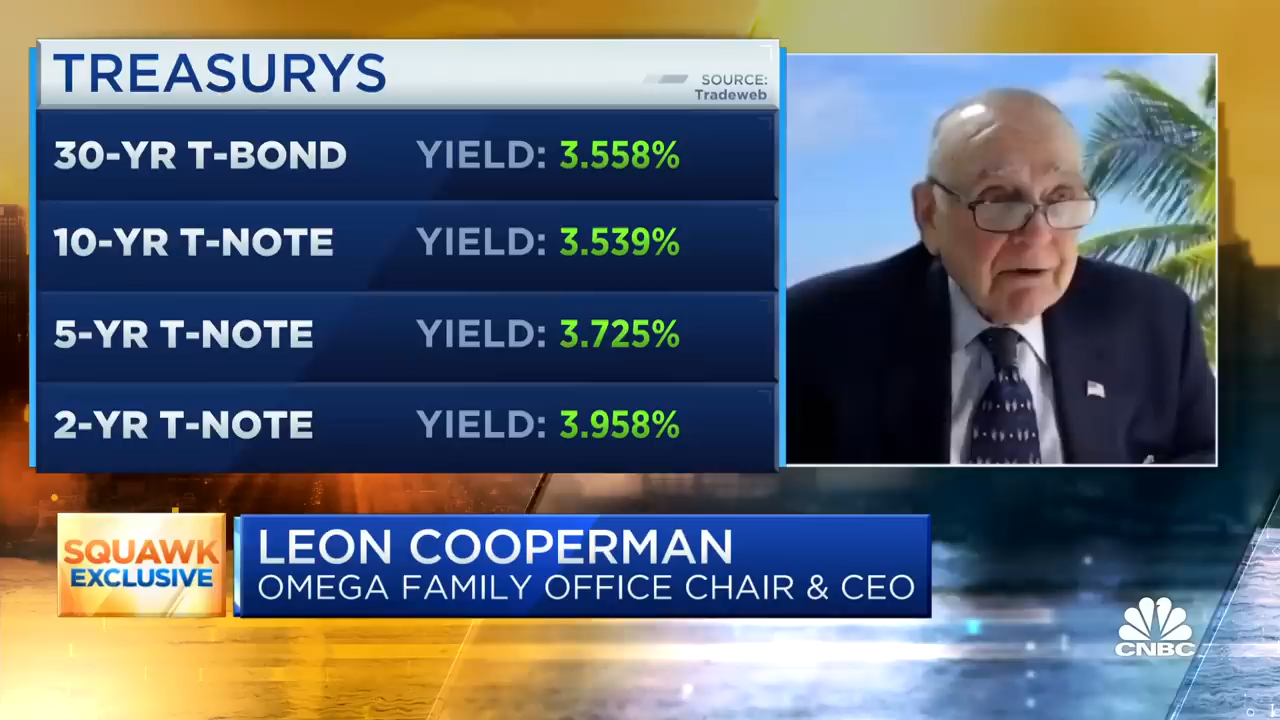 TREASURYS
SOURCE:
Tradeweb
30-YR T-BOND YIELD: 3.558%
10-YR T-NOTE YIELD: 3.539%
5-YR T-NOTE YIELD: 3.725%
2-YR T-NOTE YIELD: 3.958%
SQUAWK
EXCLUSIVE
LEON COOPERMAN
OMEGA FAMILY OFFICE CHAIR & CEO
CNBC